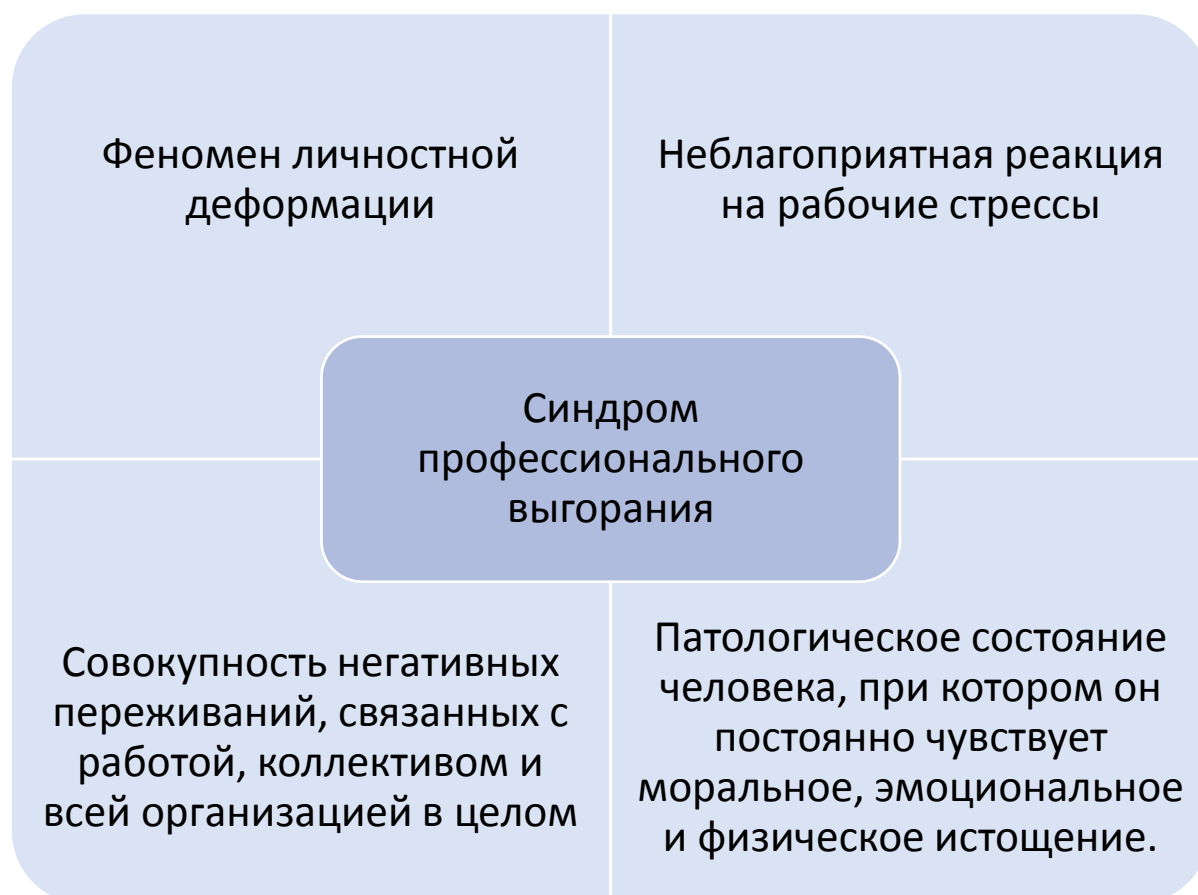 Феномен личностной
деформации
Неблагоприятная реакция
на рабочие стрессы
Синдром
профессионального
выгорания
Совокупность негативных
переживаний, связанных с
работой, коллективом и
всей организацией в целом
Патологическое состояние
человека, при котором он
постоянно чувствует
моральное, эмоциональное
и физическое истощение.